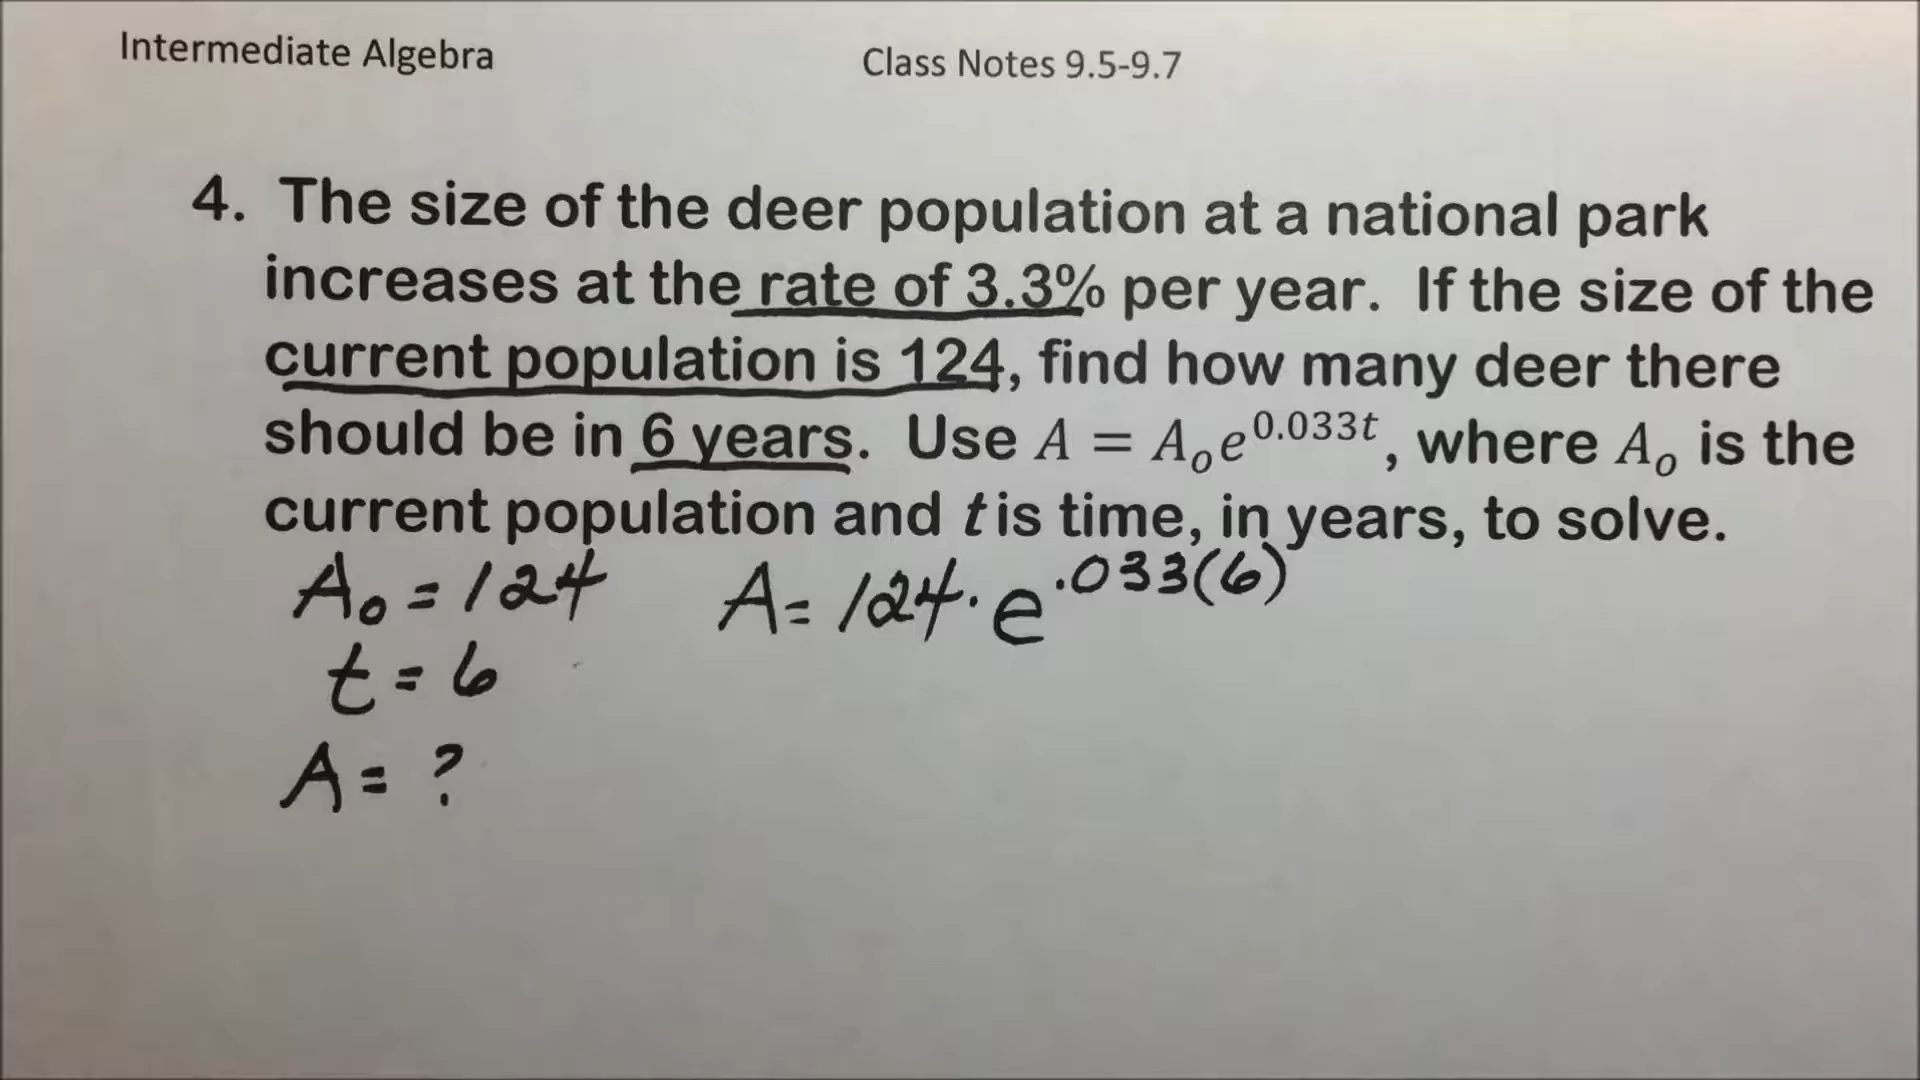 Intermediate Algebra
Class Notes 9.5-9.7
4. The size of the deer population at a national park
increases at the rate of 3.3% per year. If the size of the
current population is 124, find how many deer there
should be in 6 years. Use A = Aₒe^0.033t, where Aₒ is the
current population and t is time, in years, to solve.
A₀ = 124
A = 124 · e^.033(6)
t = 6
A = ?